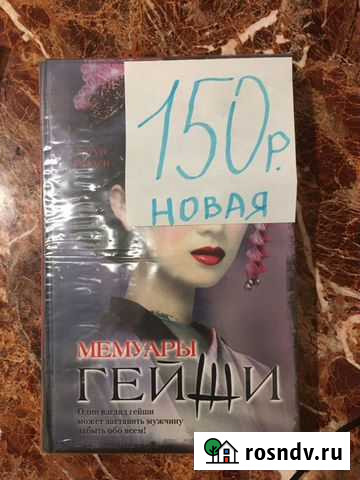 150р.
НОВАЯ
МЕМУАРЫ
ГЕЙШИ
Один взгляд гейши
может заставить мужчину
забыть обо всем!
rosndv.ru